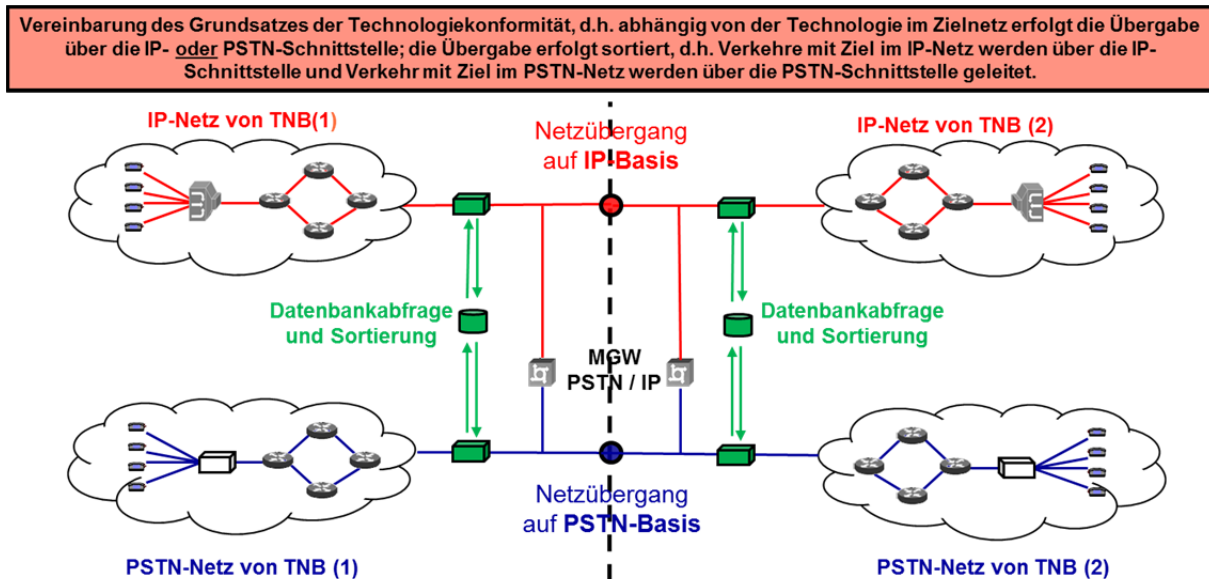 Vereinbarung des Grundsatzes der Technologiekonformität, d.h. abhängig von der Technologie im Zielnetz erfolgt die Übergabe
über die IP- oder PSTN-Schnittstelle; die Übergabe erfolgt sortiert, d.h. Verkehre mit Ziel im IP-Netz werden über die IP-
Schnittstelle und Verkehr mit Ziel im PSTN-Netz werden über die PSTN-Schnittstelle geleitet.
IP-Netz von TNB(1)
Netzübergang
auf IP-Basis
IP-Netz von TNB (2)
Datenbankabfrage
und Sortierung
Datenbankabfrage
und Sortierung
MGW
PSTN / IP
Netzübergang
auf PSTN-Basis
PSTN-Netz von TNB (1)
PSTN-Netz von TNB (2)